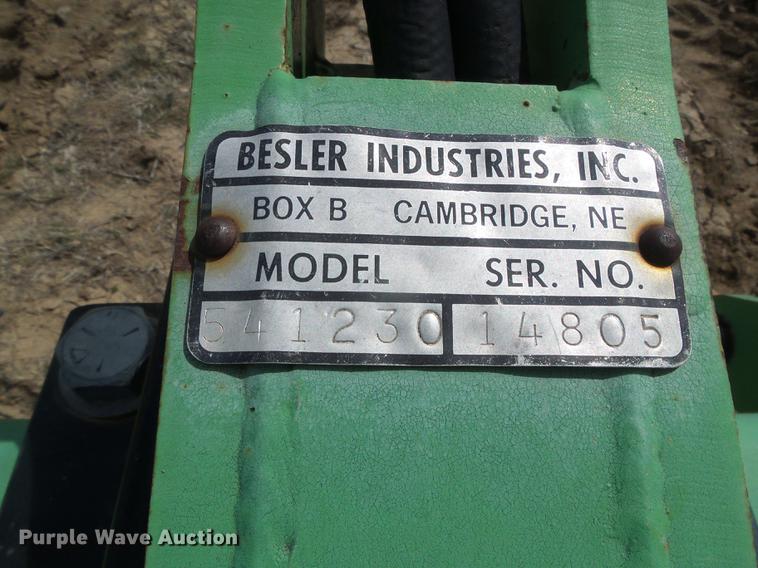 BESLER INDUSTRIES, INC.
BOX B CAMBRIDGE, NE
MODEL SER. NO.
541230 14805
Purple Wave Auction